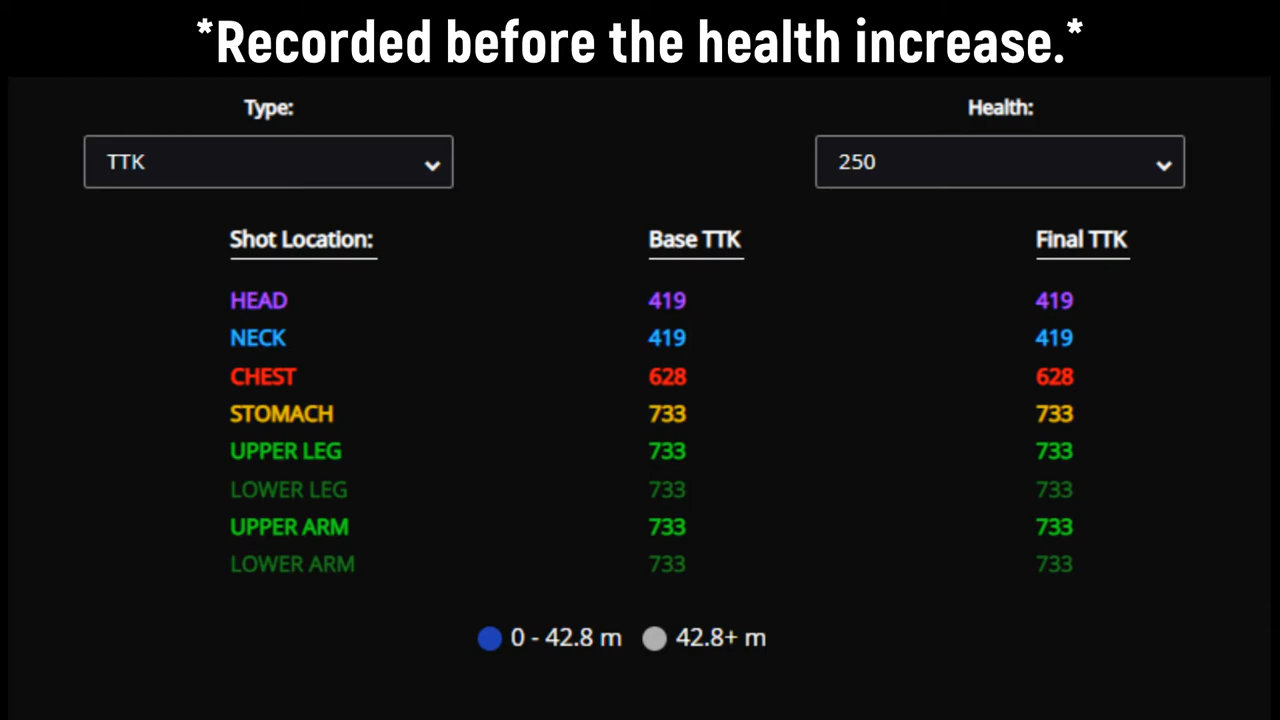 *Recorded before the health increase.*
Type: Health:
TTK 250
Shot Location: Base TTK Final TTK
HEAD 419 419
NECK 419 419
CHEST 628 628
STOMACH 733 733
UPPER LEG 733 733
LOWER LEG 733 733
UPPER ARM 733 733
LOWER ARM 733 733
0 - 42.8 m 42.8+ m